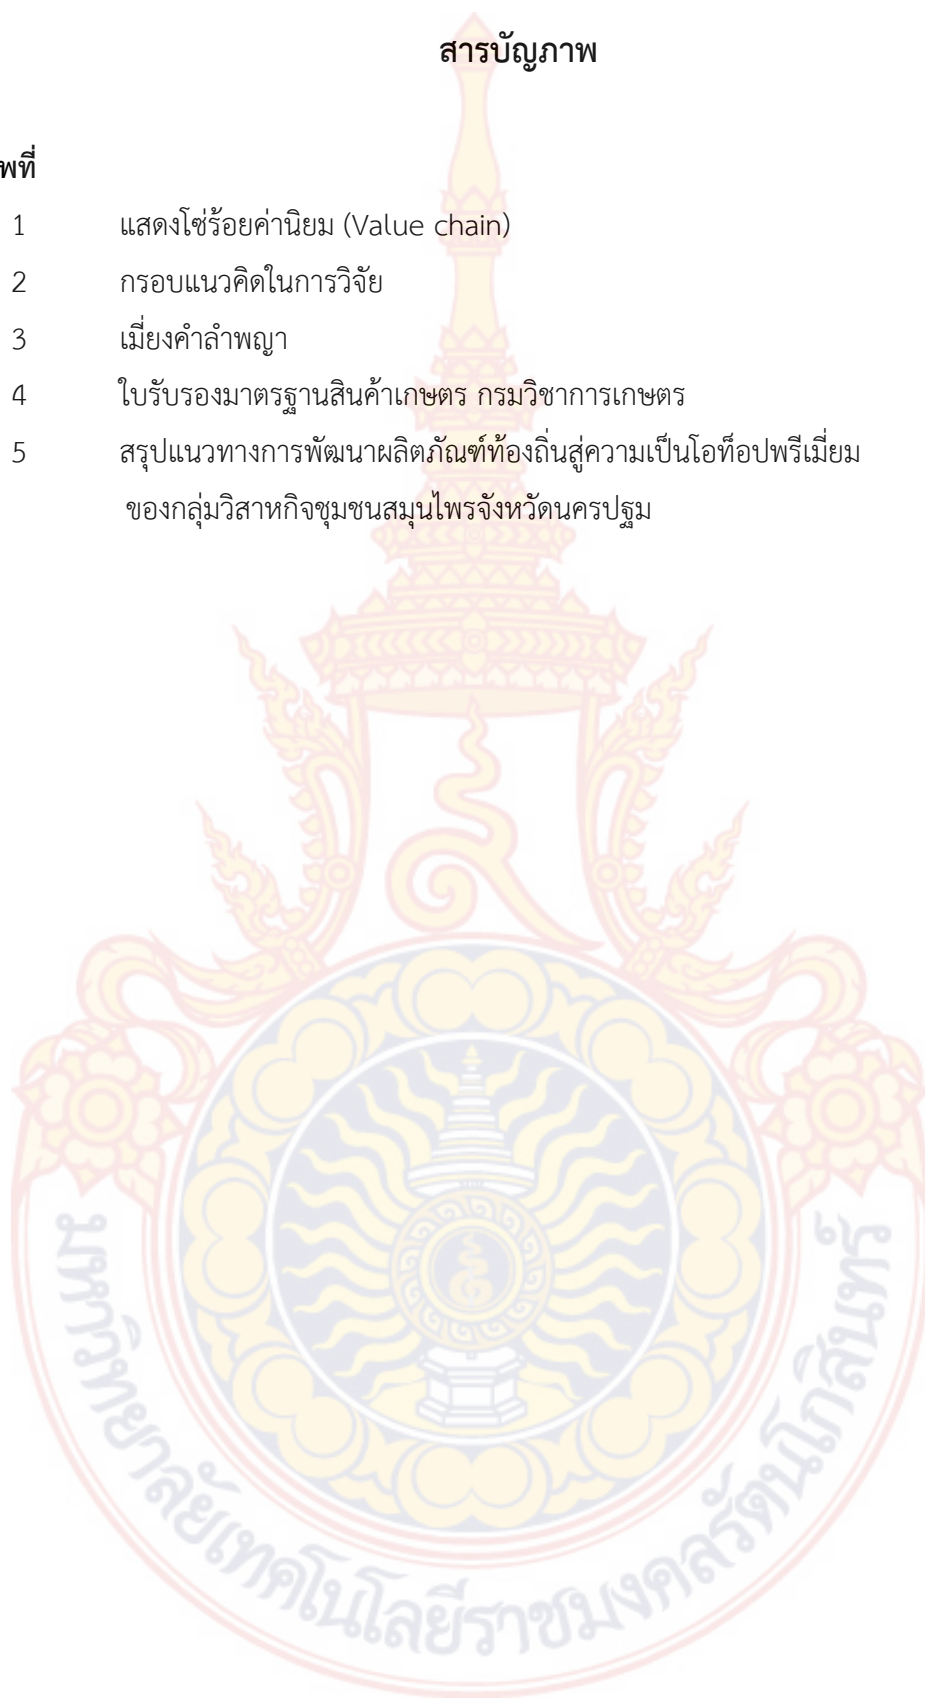 สารบัญภาพ
พที่
1 แสดงโซ่ร้อยค่านิยม (Value chain)
2 กรอบแนวคิดในการวิจัย
3 เมี่ยงคำลำพญา
4 ใบรับรองมาตรฐานสินค้าเกษตร กรมวิชาการเกษตร
5 สรุปแนวทางการพัฒนาผลิตภัณฑ์ท้องถิ่นสู่ความเป็นโอท็อปพรีเมี่ยม
ของกลุ่มวิสาหกิจชุมชนสมุนไพรจังหวัดนครปฐม
มหาวิทยาลัยเทคโนโลยีราชมงคลรัตนโกสินทร์